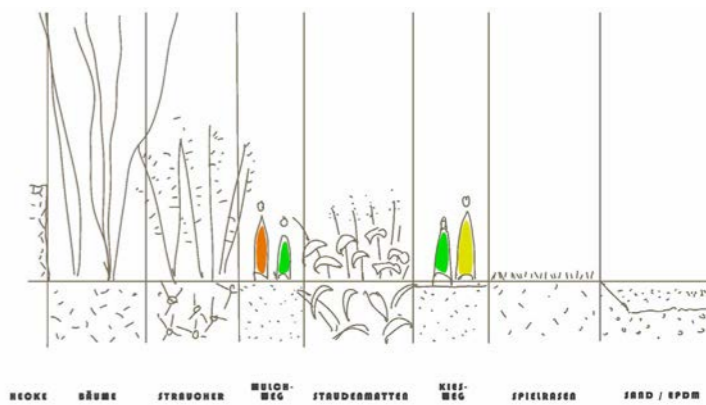 HECKE
BÄUME
STRAUCHER
MULCH-
WEG
STAUDENMATTEN
KIES-
WEG
SPIELRASEN
SAND / EPDM